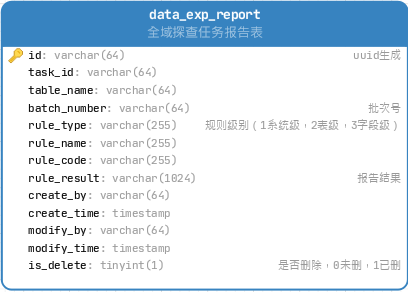 data_exp_report
全域探查任务报告表
id: varchar(64) uuid生成
task_id: varchar(64)
table_name: varchar(64)
batch_number: varchar(64) 批次号
rule_type: varchar(255) 规则级别(1系统级,2表级,3字段级)
rule_name: varchar(255)
rule_code: varchar(255)
rule_result: varchar(1024) 报告结果
create_by: varchar(64)
create_time: timestamp
modify_by: varchar(64)
modify_time: timestamp
is_delete: tinyint(1) 是否删除,0未删,1已删